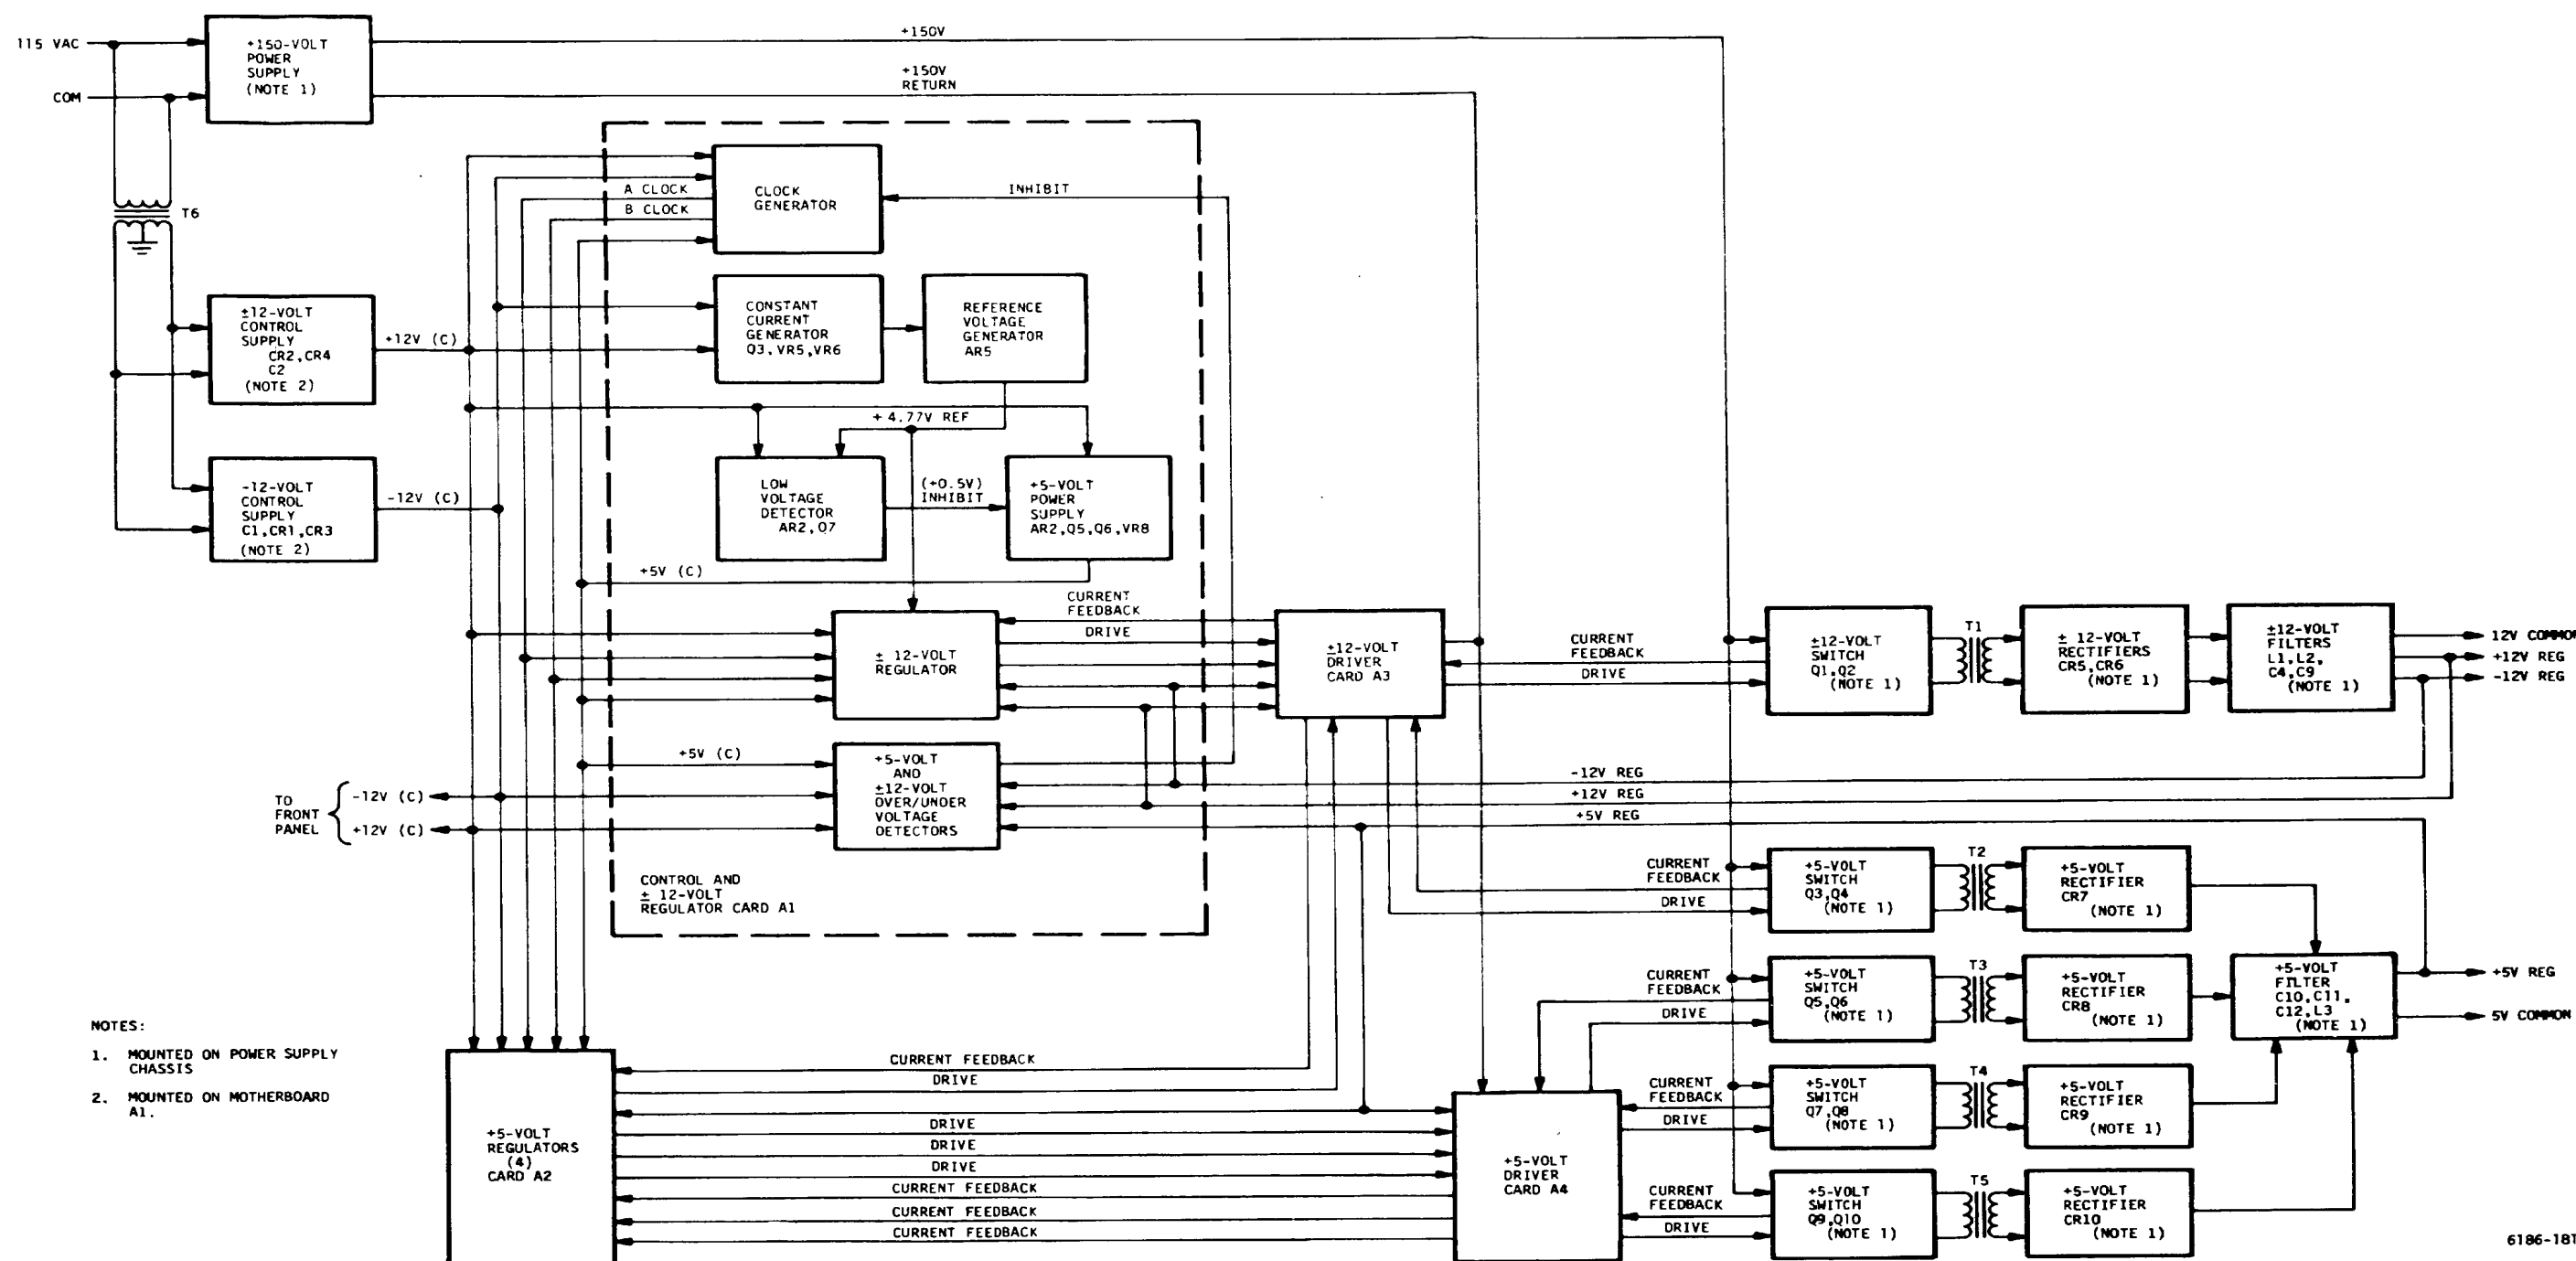 115 VAC
COM
+150-VOLT
POWER
SUPPLY
(NOTE 1)
+150V
+150V
RETURN
T6
±12-VOLT
CONTROL
SUPPLY
CR2,CR4
C2
(NOTE 2)
+12V (C)
-12-VOLT
CONTROL
SUPPLY
C1,CR1,CR3
(NOTE 2)
-12V (C)
A CLOCK
B CLOCK
CLOCK
GENERATOR
INHIBIT
CONSTANT
CURRENT
GENERATOR
Q3,VR5,VR6
REFERENCE
VOLTAGE
GENERATOR
AR5
+4.77V REF
LOW
VOLTAGE
DETECTOR
AR2,Q7
(+0.5V)
INHIBIT
+5-VOLT
POWER
SUPPLY
AR2,Q5,Q6,VR8
+5V (C)
± 12-VOLT
REGULATOR
CURRENT
FEEDBACK
DRIVE
±12-VOLT
DRIVER
CARD A3
CURRENT
FEEDBACK
DRIVE
±12-VOLT
SWITCH
Q1,Q2
(NOTE 1)
T1
± 12-VOLT
RECTIFIERS
CR5,CR6
(NOTE 1)
±12-VOLT
FILTERS
L1,L2,
C4,C9
(NOTE 1)
12V COMMON
+12V REG
-12V REG
+5V (C)
+5-VOLT
AND
±12-VOLT
OVER/UNDER
VOLTAGE
DETECTORS
-12V REG
+12V REG
+5V REG
TO
FRONT
PANEL
-12V (C)
+12V (C)
CONTROL AND
± 12-VOLT
REGULATOR CARD A1
CURRENT
FEEDBACK
DRIVE
+5-VOLT
SWITCH
Q3,Q4
(NOTE 1)
T2
+5-VOLT
RECTIFIER
CR7
(NOTE 1)
CURRENT
FEEDBACK
DRIVE
+5-VOLT
SWITCH
Q5,Q6
(NOTE 1)
T3
+5-VOLT
RECTIFIER
CR8
(NOTE 1)
+5-VOLT
FILTER
C10,C11,
C12,L3
(NOTE 1)
+5V REG
5V COMMON
CURRENT
FEEDBACK
DRIVE
+5-VOLT
SWITCH
Q7,Q8
(NOTE 1)
T4
+5-VOLT
RECTIFIER
CR9
(NOTE 1)
CURRENT
FEEDBACK
DRIVE
+5-VOLT
SWITCH
Q9,Q10
(NOTE 1)
T5
+5-VOLT
RECTIFIER
CR10
(NOTE 1)
NOTES:
1. MOUNTED ON POWER SUPPLY
CHASSIS
2. MOUNTED ON MOTHERBOARD
A1.
+5-VOLT
REGULATORS
(4)
CARD A2
CURRENT FEEDBACK
DRIVE
DRIVE
DRIVE
DRIVE
CURRENT FEEDBACK
CURRENT FEEDBACK
CURRENT FEEDBACK
+5-VOLT
DRIVER
CARD A4
6186-18T